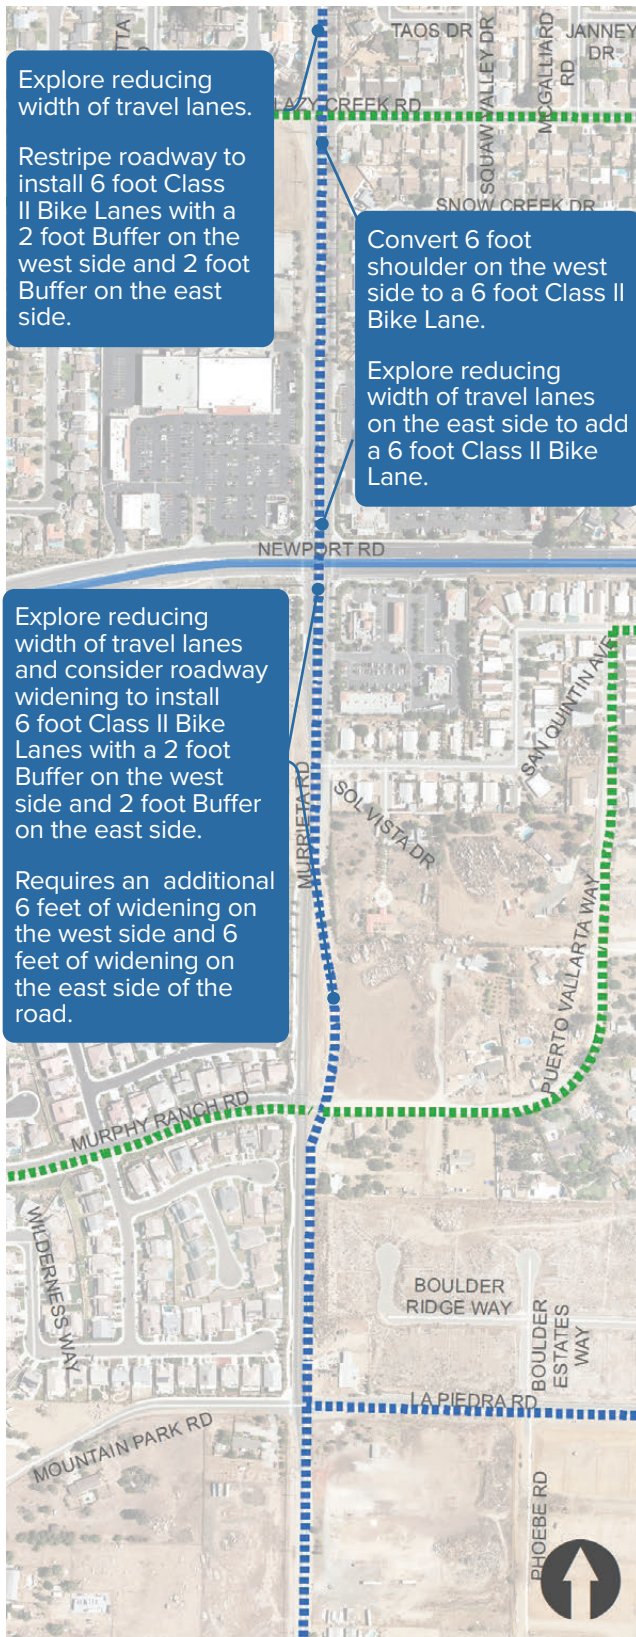 TAOS DR
SQUAW VALLEY DR
MCGALLIARD
RD
JANNEY
DR
Explore reducing
width of travel lanes.
Restripe roadway to
install 6 foot Class
II Bike Lanes with a
2 foot Buffer on the
west side and 2 foot
Buffer on the east
side.
LAZY CREEK RD
SNOW CREEK DR
Convert 6 foot
shoulder on the west
side to a 6 foot Class II
Bike Lane.
Explore reducing
width of travel lanes
on the east side to add
a 6 foot Class II Bike
Lane.
NEWPORT RD
Explore reducing
width of travel lanes
and consider roadway
widening to install
6 foot Class II Bike
Lanes with a 2 foot
Buffer on the west
side and 2 foot Buffer
on the east side.
Requires an additional
6 feet of widening on
the west side and 6
feet of widening on
the east side of the
road.
SAN QUINTIN AVE
MURRIETA RD
SOL VISTA DR
PUERTO VALLARTA WAY
MURPHY RANCH RD
WILDERNESS WAY
BOULDER
RIDGE WAY
BOULDER
ESTATES
WAY
LA PIEDRA RD
MOUNTAIN PARK RD
PHOEBE RD